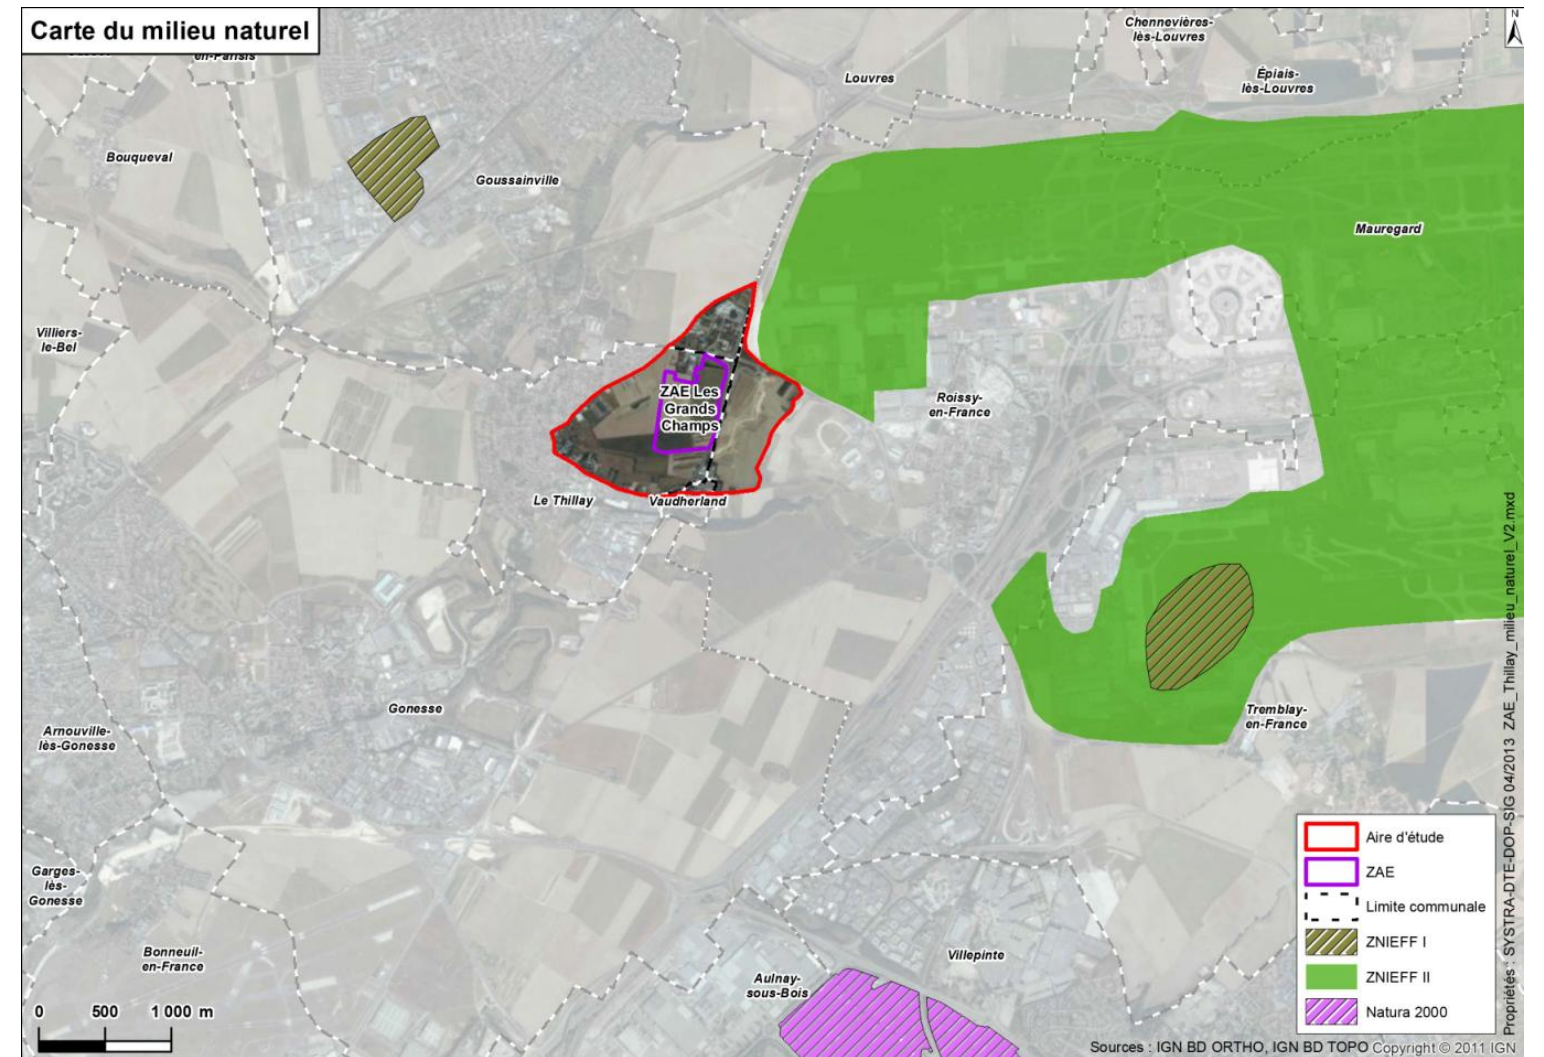 Carte du milieu naturel
N
en-Parisis
Chennevières-
lès-Louvres
Louvres
Épiais-
lès-Louvres
Bouqueval
Goussainville
Mauregard
Villiers-
le-Bel
ZAE Les
Grands
Champs
Roissy-
en-France
Le Thillay
Vaudherland
Gonesse
Arnouville-
lès-Gonesse
Tremblay-
en-France
Garges-
lès-
Gonesse
Bonneuil-
en-France
Villepinte
Aulnay-
sous-Bois
0 500 1 000 m
Aire d'étude
ZAE
Limite communale
ZNIEFF I
ZNIEFF II
Natura 2000
Sources : IGN BD ORTHO, IGN BD TOPO Copyright © 2011 IGN
Propriétés : SYSTRA-DTE-DOP-SIG 04/2013 ZAE_Thillay_milieu_naturel_V2.mxd